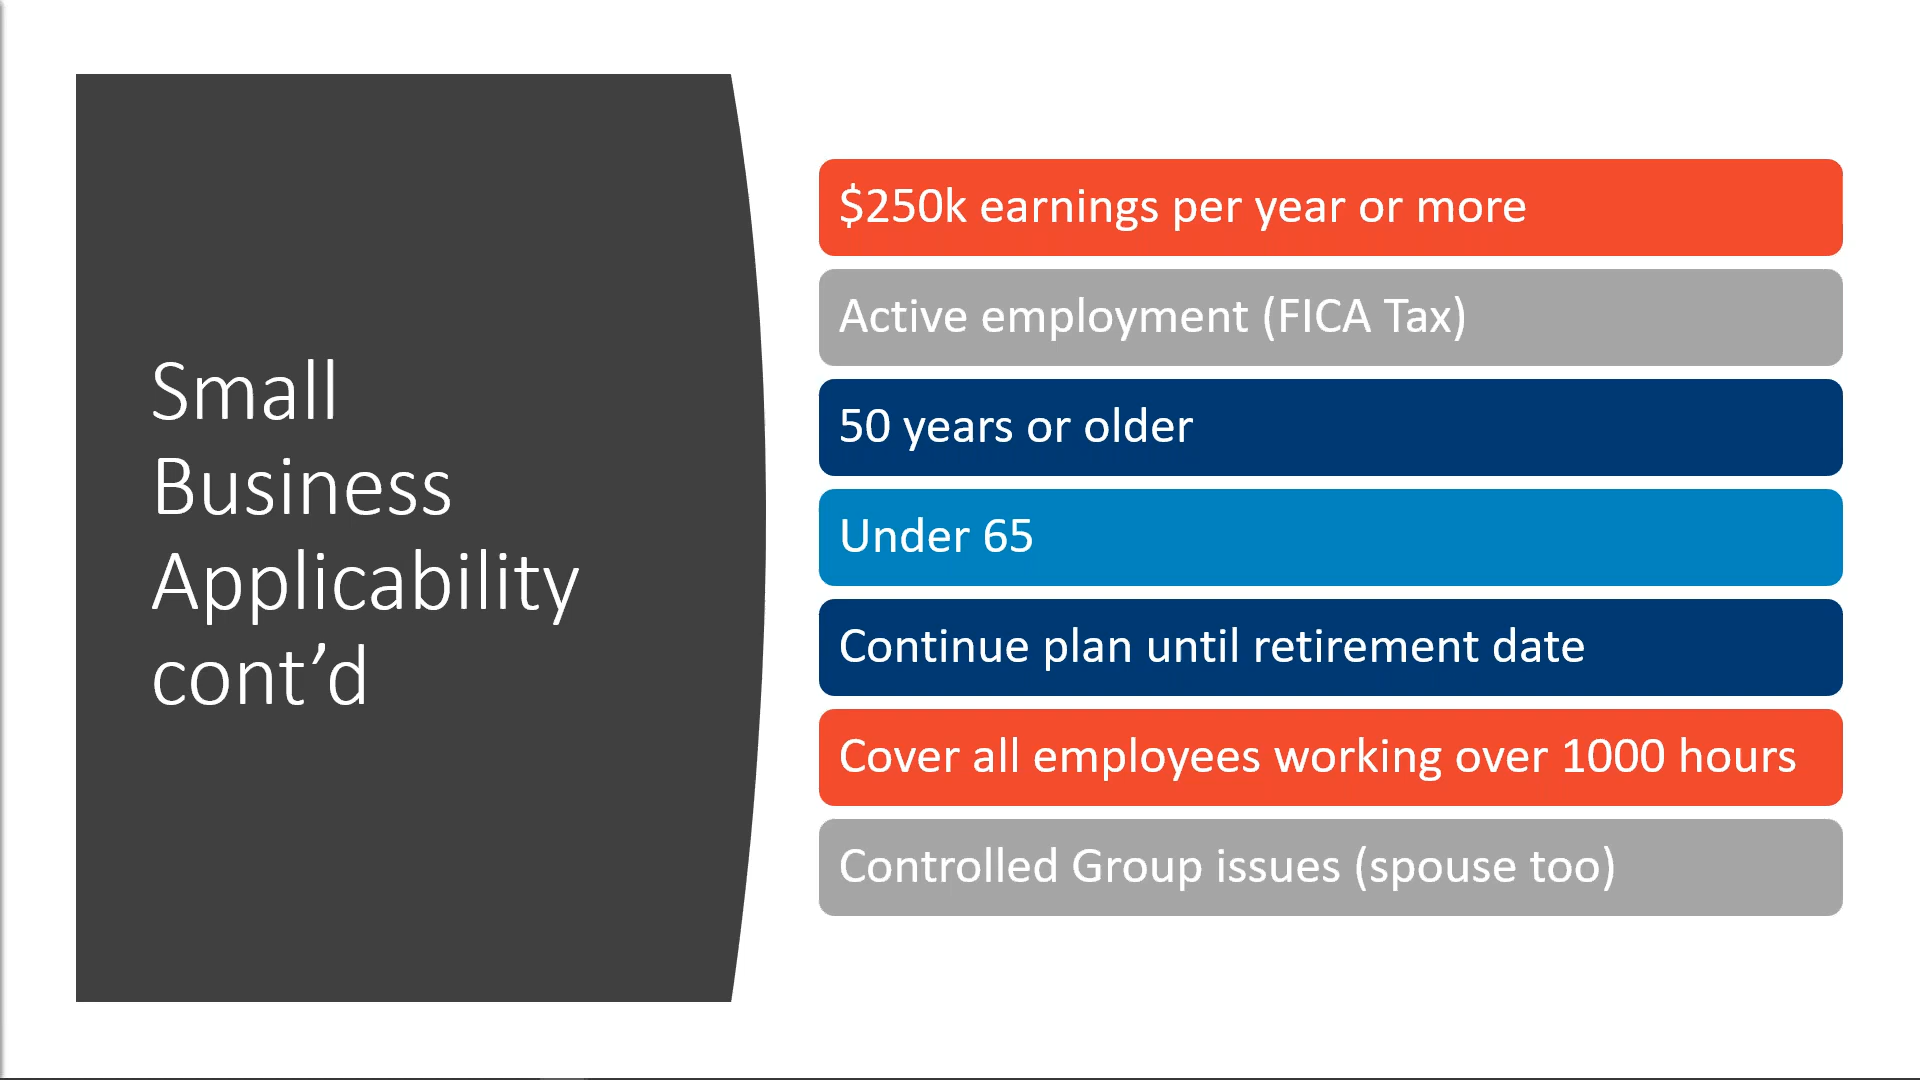 Small
Business
Applicability
cont’d
$250k earnings per year or more
Active employment (FICA Tax)
50 years or older
Under 65
Continue plan until retirement date
Cover all employees working over 1000 hours
Controlled Group issues (spouse too)